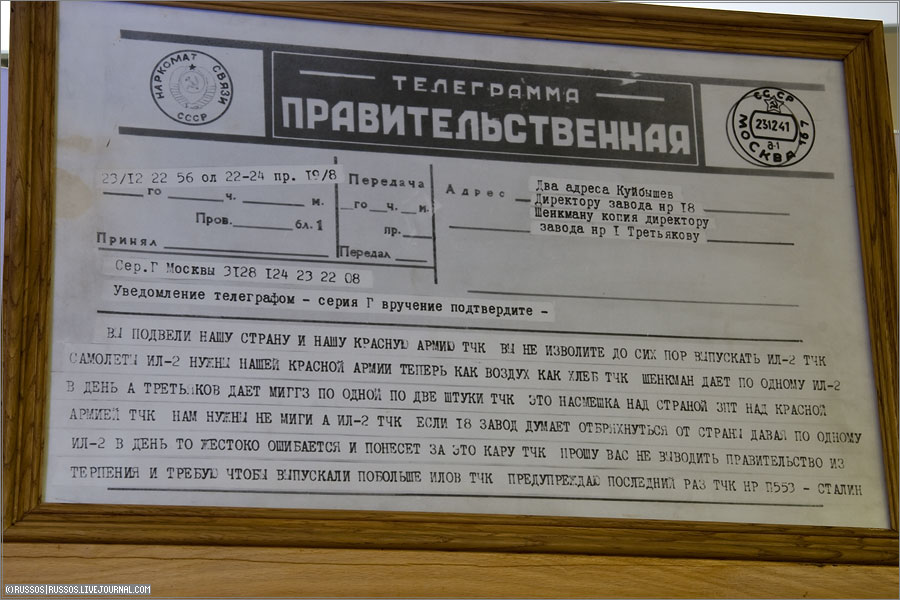 НАРКОМАТ СВЯЗИ
СССР
ТЕЛЕГРАММА
ПРАВИТЕЛЬСТВЕННАЯ
СССР
231241
МОСКВА
23/12 22 56 ол 22-24 пр. 19/8
го ч. м.
Пров. бл. 1
Принял
Передача
го ч. м.
пр.
Передал
Адрес
Два адреса Куйбышев
Директору завода нр 18
Шенкману копия директору
завода нр 1 Третьякову
Сер.Г Москвы 3128 124 23 22 08
Уведомление телеграфом - серия Г вручение подтвердите -
ВЫ ПОДВЕЛИ НАШУ СТРАНУ И НАШУ КРАСНУЮ АРМИЮ ТЧК ВЫ НЕ ИЗВОЛИТЕ ДО СИХ ПОР ВЫПУСКАТЬ ИЛ-2 ТЧК
САМОЛЕТЫ ИЛ-2 НУЖНЫ НАШЕЙ КРАСНОЙ АРМИИ ТЕПЕРЬ КАК ВОЗДУХ КАК ХЛЕБ ТЧК ШЕНКМАН ДАЕТ ПО ОДНОМУ ИЛ-2
В ДЕНЬ А ТРЕТЬЯКОВ ДАЕТ МИГГЗ ПО ОДНОЙ ПО ДВЕ ШТУКИ ТЧК ЭТО НАСМЕШКА НАД СТРАНОЙ ЗПТ НАД КРАСНОЙ
АРМИЕЙ ТЧК НАМ НУЖНЫ НЕ МИГИ А ИЛ-2 ТЧК ЕСЛИ 18 ЗАВОД ДУМАЕТ ОТБРЫКНУТЬСЯ ОТ СТРАНЫ ДАВАЯ ПО ОДНОМУ
ИЛ-2 В ДЕНЬ ТО ЖЕСТОКО ОШИБАЕТСЯ И ПОНЕСЕТ ЗА ЭТО КАРУ ТЧК ПРОШУ ВАС НЕ ВЫВОДИТЬ ПРАВИТЕЛЬСТВО ИЗ
ТЕРПЕНИЯ И ТРЕБУЮ ЧТОБЫ ВЫПУСКАЛИ ПОБОЛЬШЕ ИЛОВ ТЧК ПРЕДУПРЕЖДАЮ ПОСЛЕДНИЙ РАЗ ТЧК НР П553 - СТАЛИН
©RUSSOS|RUSSOS.LIVEJOURNAL.COM